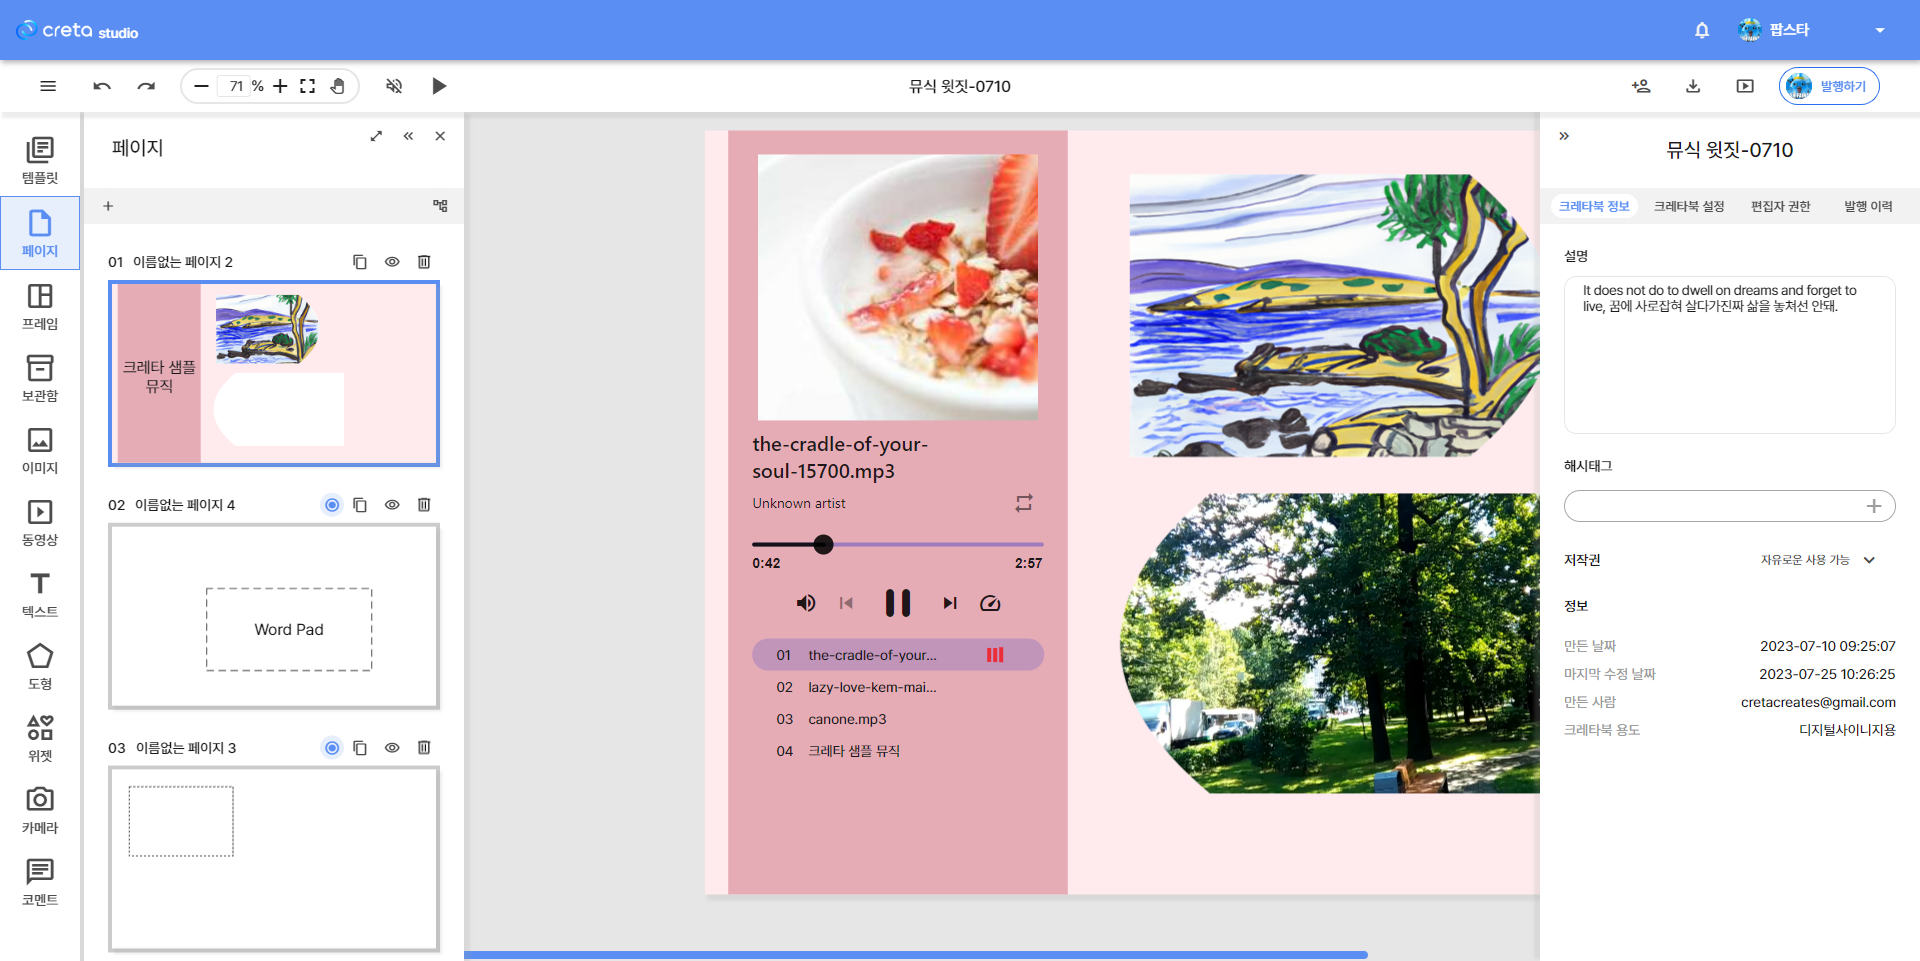 creta studio
팝스타
71 %
뮤식 윗짓-0710
발행하기
템플릿
페이지
프레임
보관함
이미지
동영상
텍스트
도형
위젯
카메라
코멘트
페이지
01 이름없는 페이지 2
크레타 샘플
뮤직
02 이름없는 페이지 4
Word Pad
03 이름없는 페이지 3
the-cradle-of-your-
soul-15700.mp3
Unknown artist
0:42 2:57
01 the-cradle-of-your...
02 lazy-love-kem-mai...
03 canone.mp3
04 크레타 샘플 뮤직
뮤식 윗짓-0710
크레타북 정보 크레타북 설정 편집자 권한 발행 이력
설명
It does not do to dwell on dreams and forget to
live, 꿈에 사로잡혀 살다가진짜 삶을 놓쳐선 안돼.
해시태그
저작권 자유로운 사용 가능
정보
만든 날짜 2023-07-10 09:25:07
마지막 수정 날짜 2023-07-25 10:26:25
만든 사람 cretacreates@gmail.com
크레타북 용도 디지털사이니지용